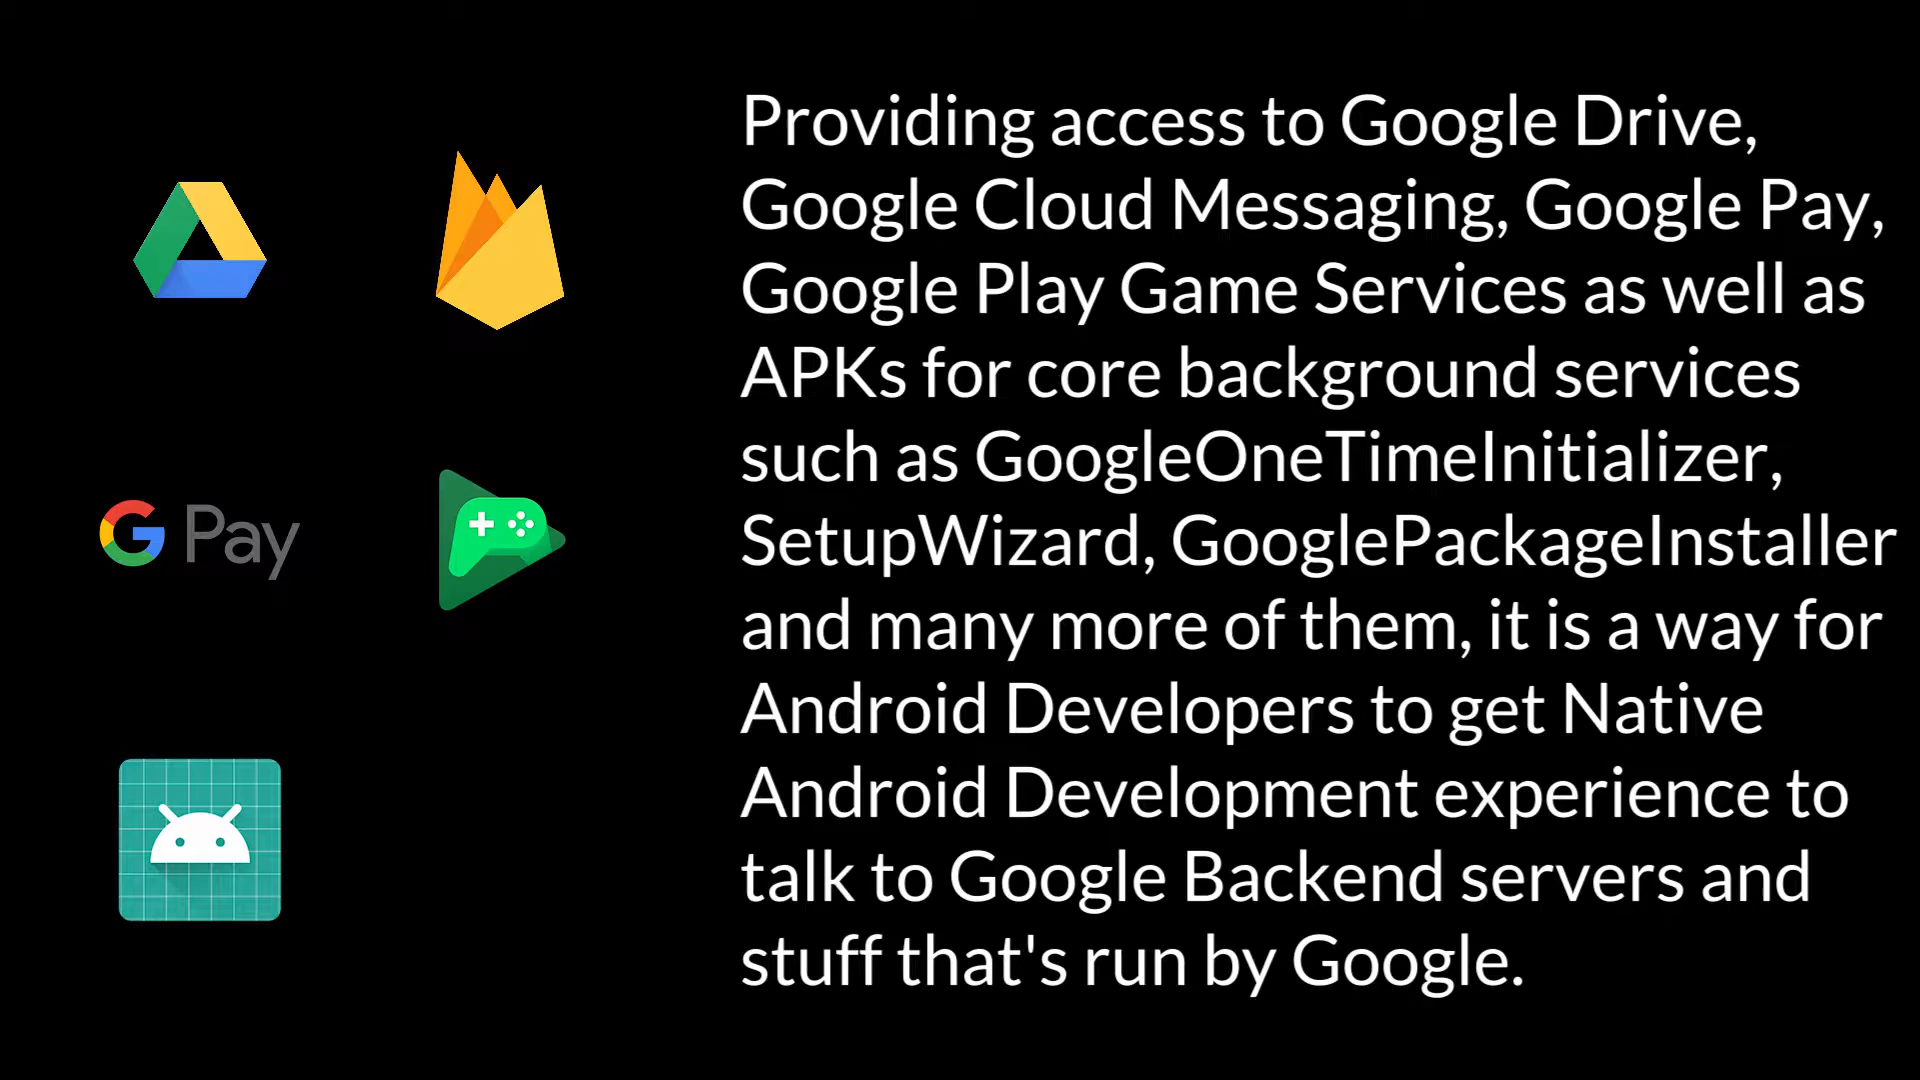 Providing access to Google Drive,
Google Cloud Messaging, Google Pay,
Google Play Game Services as well as
APKs for core background services
such as GoogleOneTimeInitializer,
SetupWizard, GooglePackageInstaller
and many more of them, it is a way for
Android Developers to get Native
Android Development experience to
talk to Google Backend servers and
stuff that's run by Google.
G Pay